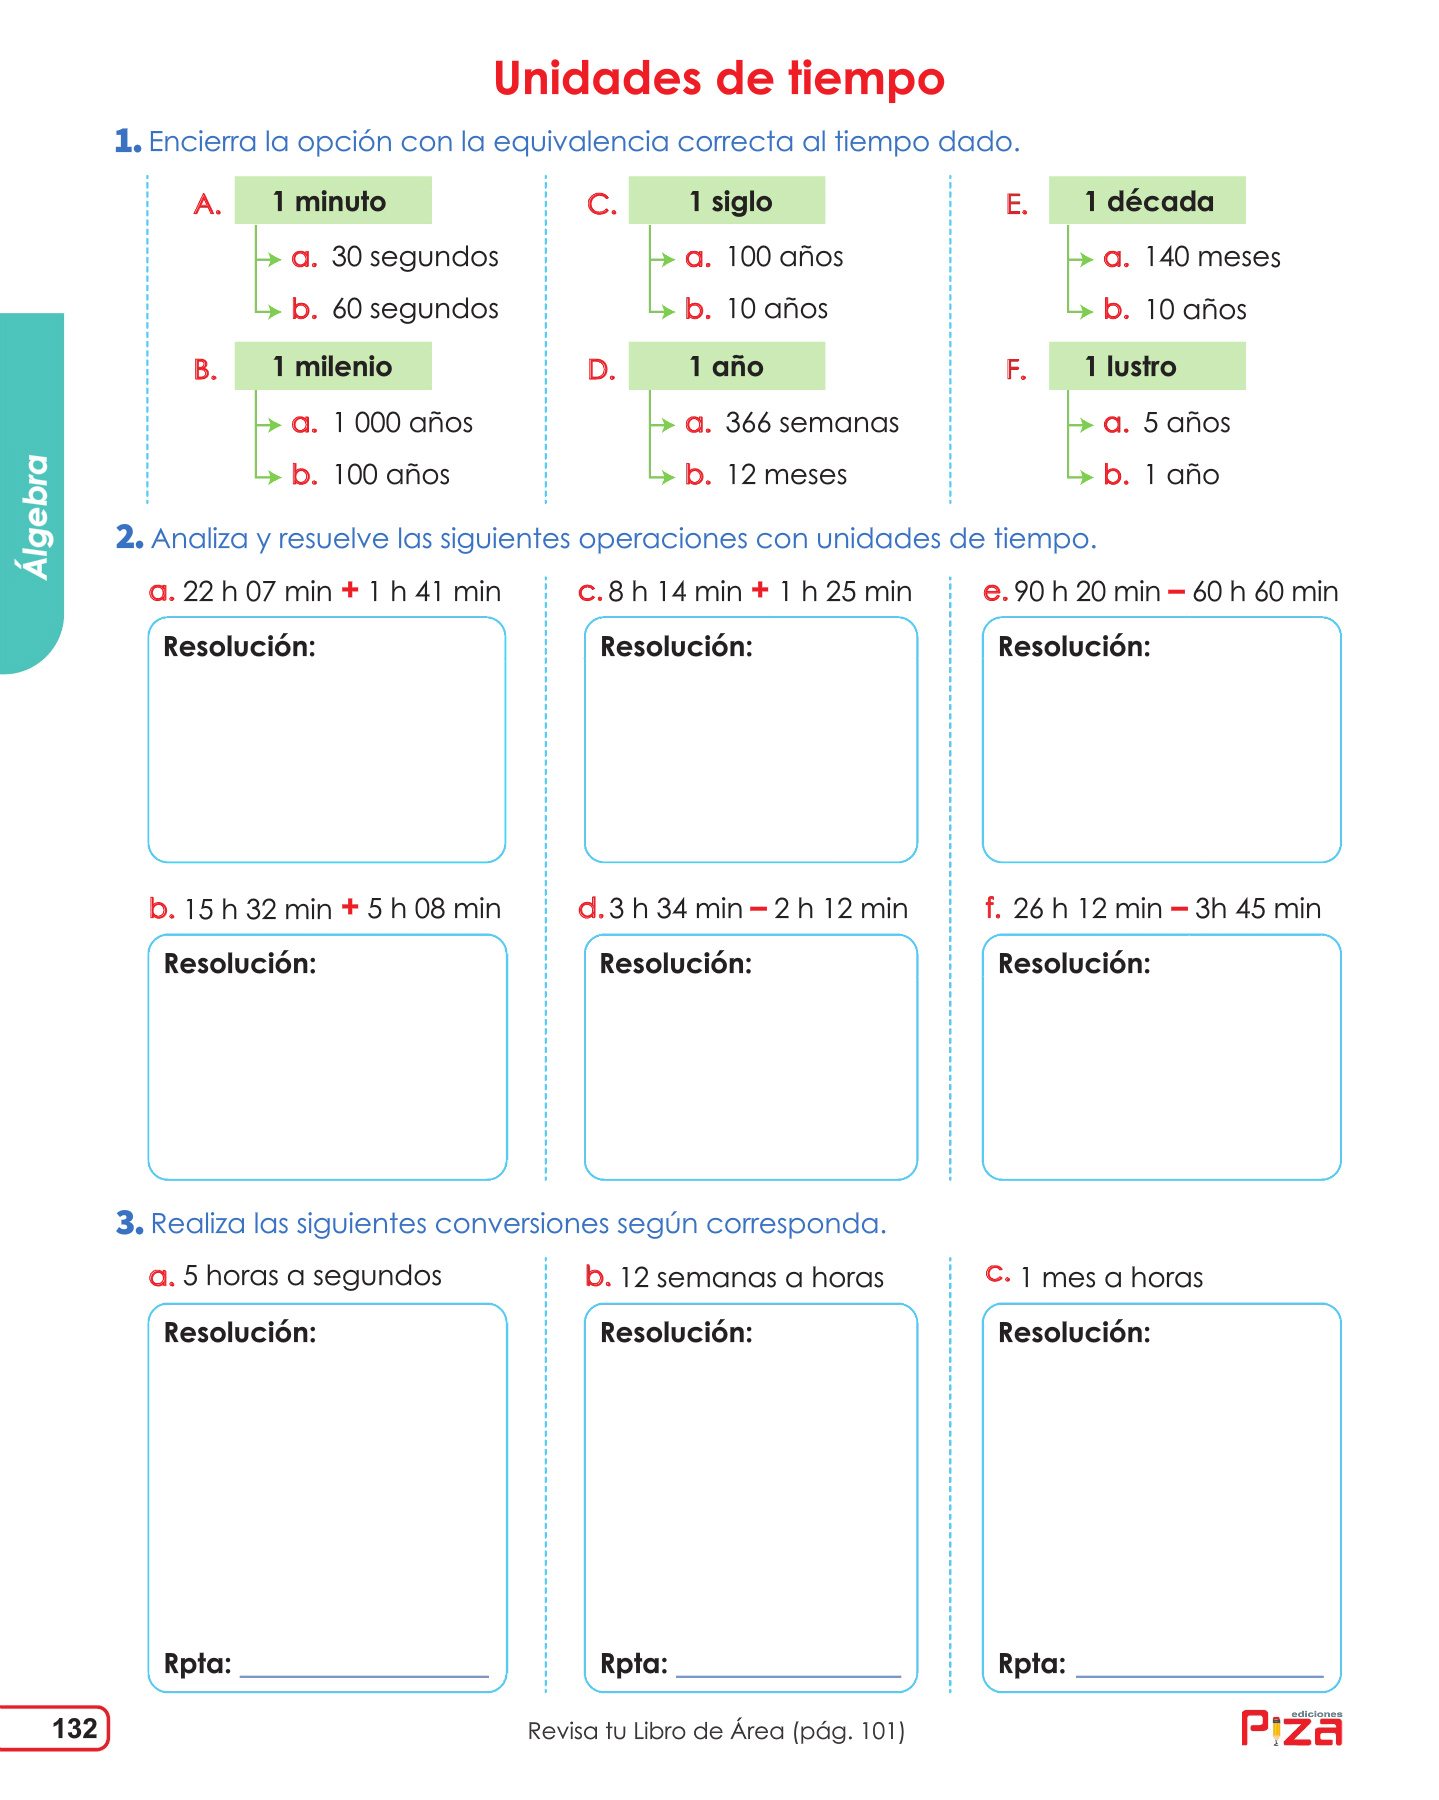 Unidades de tiempo
1. Encierra la opción con la equivalencia correcta al tiempo dado.
A. 1 minuto
a. 30 segundos
b. 60 segundos
B. 1 milenio
a. 1 000 años
b. 100 años
C. 1 siglo
a. 100 años
b. 10 años
D. 1 año
a. 366 semanas
b. 12 meses
E. 1 década
a. 140 meses
b. 10 años
F. 1 lustro
a. 5 años
b. 1 año
Álgebra
2. Analiza y resuelve las siguientes operaciones con unidades de tiempo.
a. 22 h 07 min + 1 h 41 min
Resolución:
b. 15 h 32 min + 5 h 08 min
Resolución:
c. 8 h 14 min + 1 h 25 min
Resolución:
d. 3 h 34 min – 2 h 12 min
Resolución:
e. 90 h 20 min – 60 h 60 min
Resolución:
f. 26 h 12 min – 3h 45 min
Resolución:
3. Realiza las siguientes conversiones según corresponda.
a. 5 horas a segundos
Resolución:
Rpta:
b. 12 semanas a horas
Resolución:
Rpta:
c. 1 mes a horas
Resolución:
Rpta:
132
Revisa tu Libro de Área (pág. 101)
ediciones
Piza